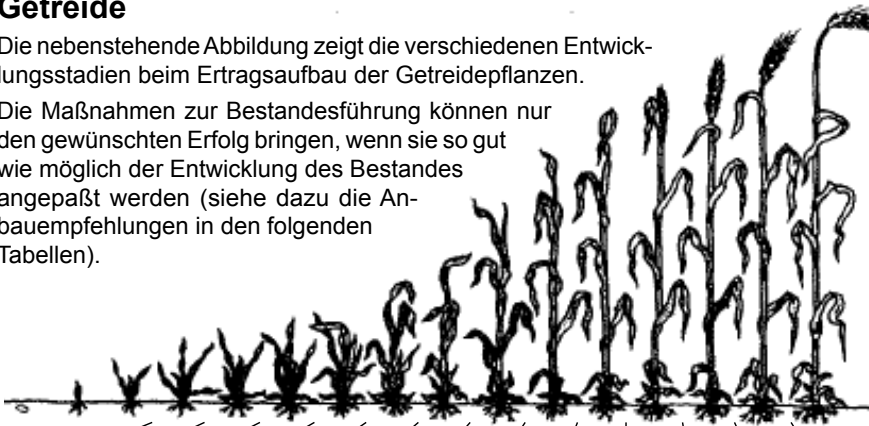 Getreide
Die nebenstehende Abbildung zeigt die verschiedenen Entwick-
lungsstadien beim Ertragsaufbau der Getreidepflanzen.
Die Maßnahmen zur Bestandesführung können nur
den gewünschten Erfolg bringen, wenn sie so gut
wie möglich der Entwicklung des Bestandes
angepaßt werden (siehe dazu die An-
bauempfehlungen in den folgenden
Tabellen).